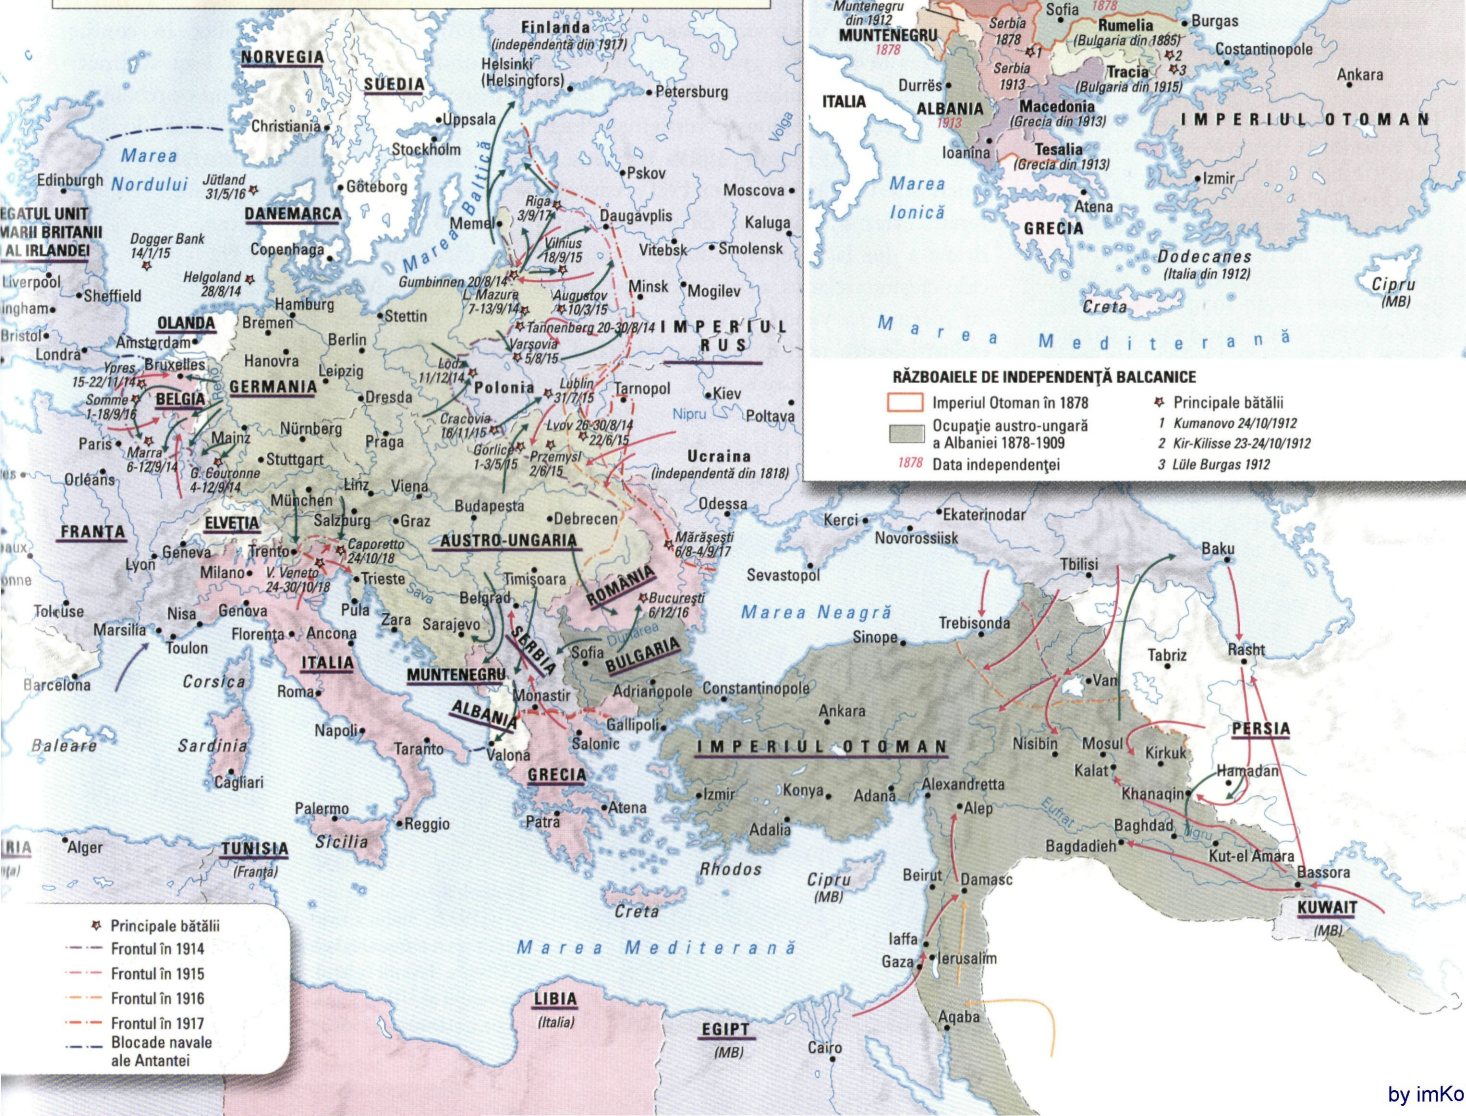 Finlanda
(independentă din 1917)
Helsinki
(Helsingfors)
NORVEGIA
SUEDIA
Petersburg
Christiania
Uppsala
Stockholm
Volga
Marea
Nordului
Jütland
31/5/16
Göteborg
Marea Baltică
Pskov
Moscova
Edinburgh
EGATUL UNIT
MARII BRITANII
AL IRLANDEI
DANEMARCA
Riga
3/9/17
Memel
Daugavplis
Kaluga
Dogger Bank
14/1/15
Copenhaga
Vilnius
18/9/15
Vitebsk
Smolensk
Liverpool
Helgoland
28/8/14
Gumbinnen 20/8/14
Sheffield
L. Mazure
7-13/9/14
Augustov
10/3/15
Minsk
Mogilev
ingham
Hamburg
Stettin
Tannenberg 20-30/8/14
IMPERIUL
RUS
Bristol
OLANDA
Bremen
Amsterdam
Berlin
Londra
Hanovra
Varșovia
5/8/15
Ypres
15-22/11/14
Bruxelles
Leipzig
Lodz
11/12/14
GERMANIA
Polonia
Lublin
31/7/15
Tarnopol
Kiev
Somme
1-18/9/16
BELGIA
Dresda
Poltava
Nipru
Cracovia
16/11/15
Lvov 26-30/8/14
22/6/15
Paris
Mainz
Nürnberg
Praga
Marra
6-12/9/14
Gorlice
1-3/5/15
Przemysl
2/6/15
Ucraina
(independentă din 1818)
Stuttgart
Orléans
G. Couronne
4-12/9/14
Linz
Viena
München
Budapesta
Odessa
Salzburg
Graz
Debrecen
ELVEȚIA
FRANȚA
AUSTRO-UNGARIA
Geneva
Trento
Caporetto
24/10/18
Mărășești
6/8-4/9/17
Lyon
Milano
V. Veneto
24-30/10/18
Trieste
Timișoara
ROMÂNIA
Kerci
Ekaterinodar
Novorossiisk
Sevastopol
Tbilisi
Baku
Sava
Belgrad
București
6/12/16
Toleuse
Nisa
Genova
Pula
Marea Neagră
Marsilia
Toulon
Florența
Ancona
Zara
Sarajevo
SERBIA
Dunărea
Sofia
BULGARIA
Sinope
Trebisonda
ITALIA
MUNTENEGRU
Rasht
Tabriz
Barcelona
Corsica
Roma
Monastir
Adrianopole
Constantinopole
Van
ALBANIA
Gallipoli
Ankara
Napoli
Taranto
Valona
Salonic
IMPERIUL OTOMAN
Nisibin
Mosul
Kirkuk
PERSIA
Baleare
Sardinia
Kalat
Hamadan
GRECIA
Cagliari
Izmir
Konya
Adana
Alexandretta
Khanaqin
Palermo
Reggio
Patra
Atena
Alep
Eufrat
Sicilia
Adalia
Baghdad
Tigru
RIA
Alger
TUNISIA
(Franța)
Bagdadieh
Kut-el Amara
Rhodos
Cipru
(MB)
Beirut
Damasc
Bassora
Creta
KUWAIT
(MB)
Principale bătălii
Frontul în 1914
Frontul în 1915
Frontul în 1916
Frontul în 1917
Blocade navale
ale Antantei
Marea Mediterană
Iaffa
Gaza
Ierusalim
LIBIA
(Italia)
EGIPT
(MB)
Aqaba
Cairo
Muntenegru
din 1912
MUNTENEGRU
1878
Serbia
1878
Sofia
1878
Rumelia
(Bulgaria din 1885)
Burgas
1
2
3
Constantinopole
Serbia
1913
Tracia
(Bulgaria din 1915)
Ankara
Durrës
ITALIA
ALBANIA
1913
Macedonia
(Grecia din 1913)
IMPERIUL OTOMAN
Ioanina
Tesalia
(Grecia din 1913)
Marea
Ionică
Izmir
Atena
GRECIA
Dodecanes
(Italia din 1912)
Cipru
(MB)
Creta
Marea Mediterană
RĂZBOAIELE DE INDEPENDENȚĂ BALCANICE
Imperiul Otoman în 1878
Ocupație austro-ungară
a Albaniei 1878-1909
1878 Data independenței
Principale bătălii
1 Kumanovo 24/10/1912
2 Kir-Kilisse 23-24/10/1912
3 Lüle Burgas 1912
by imKo